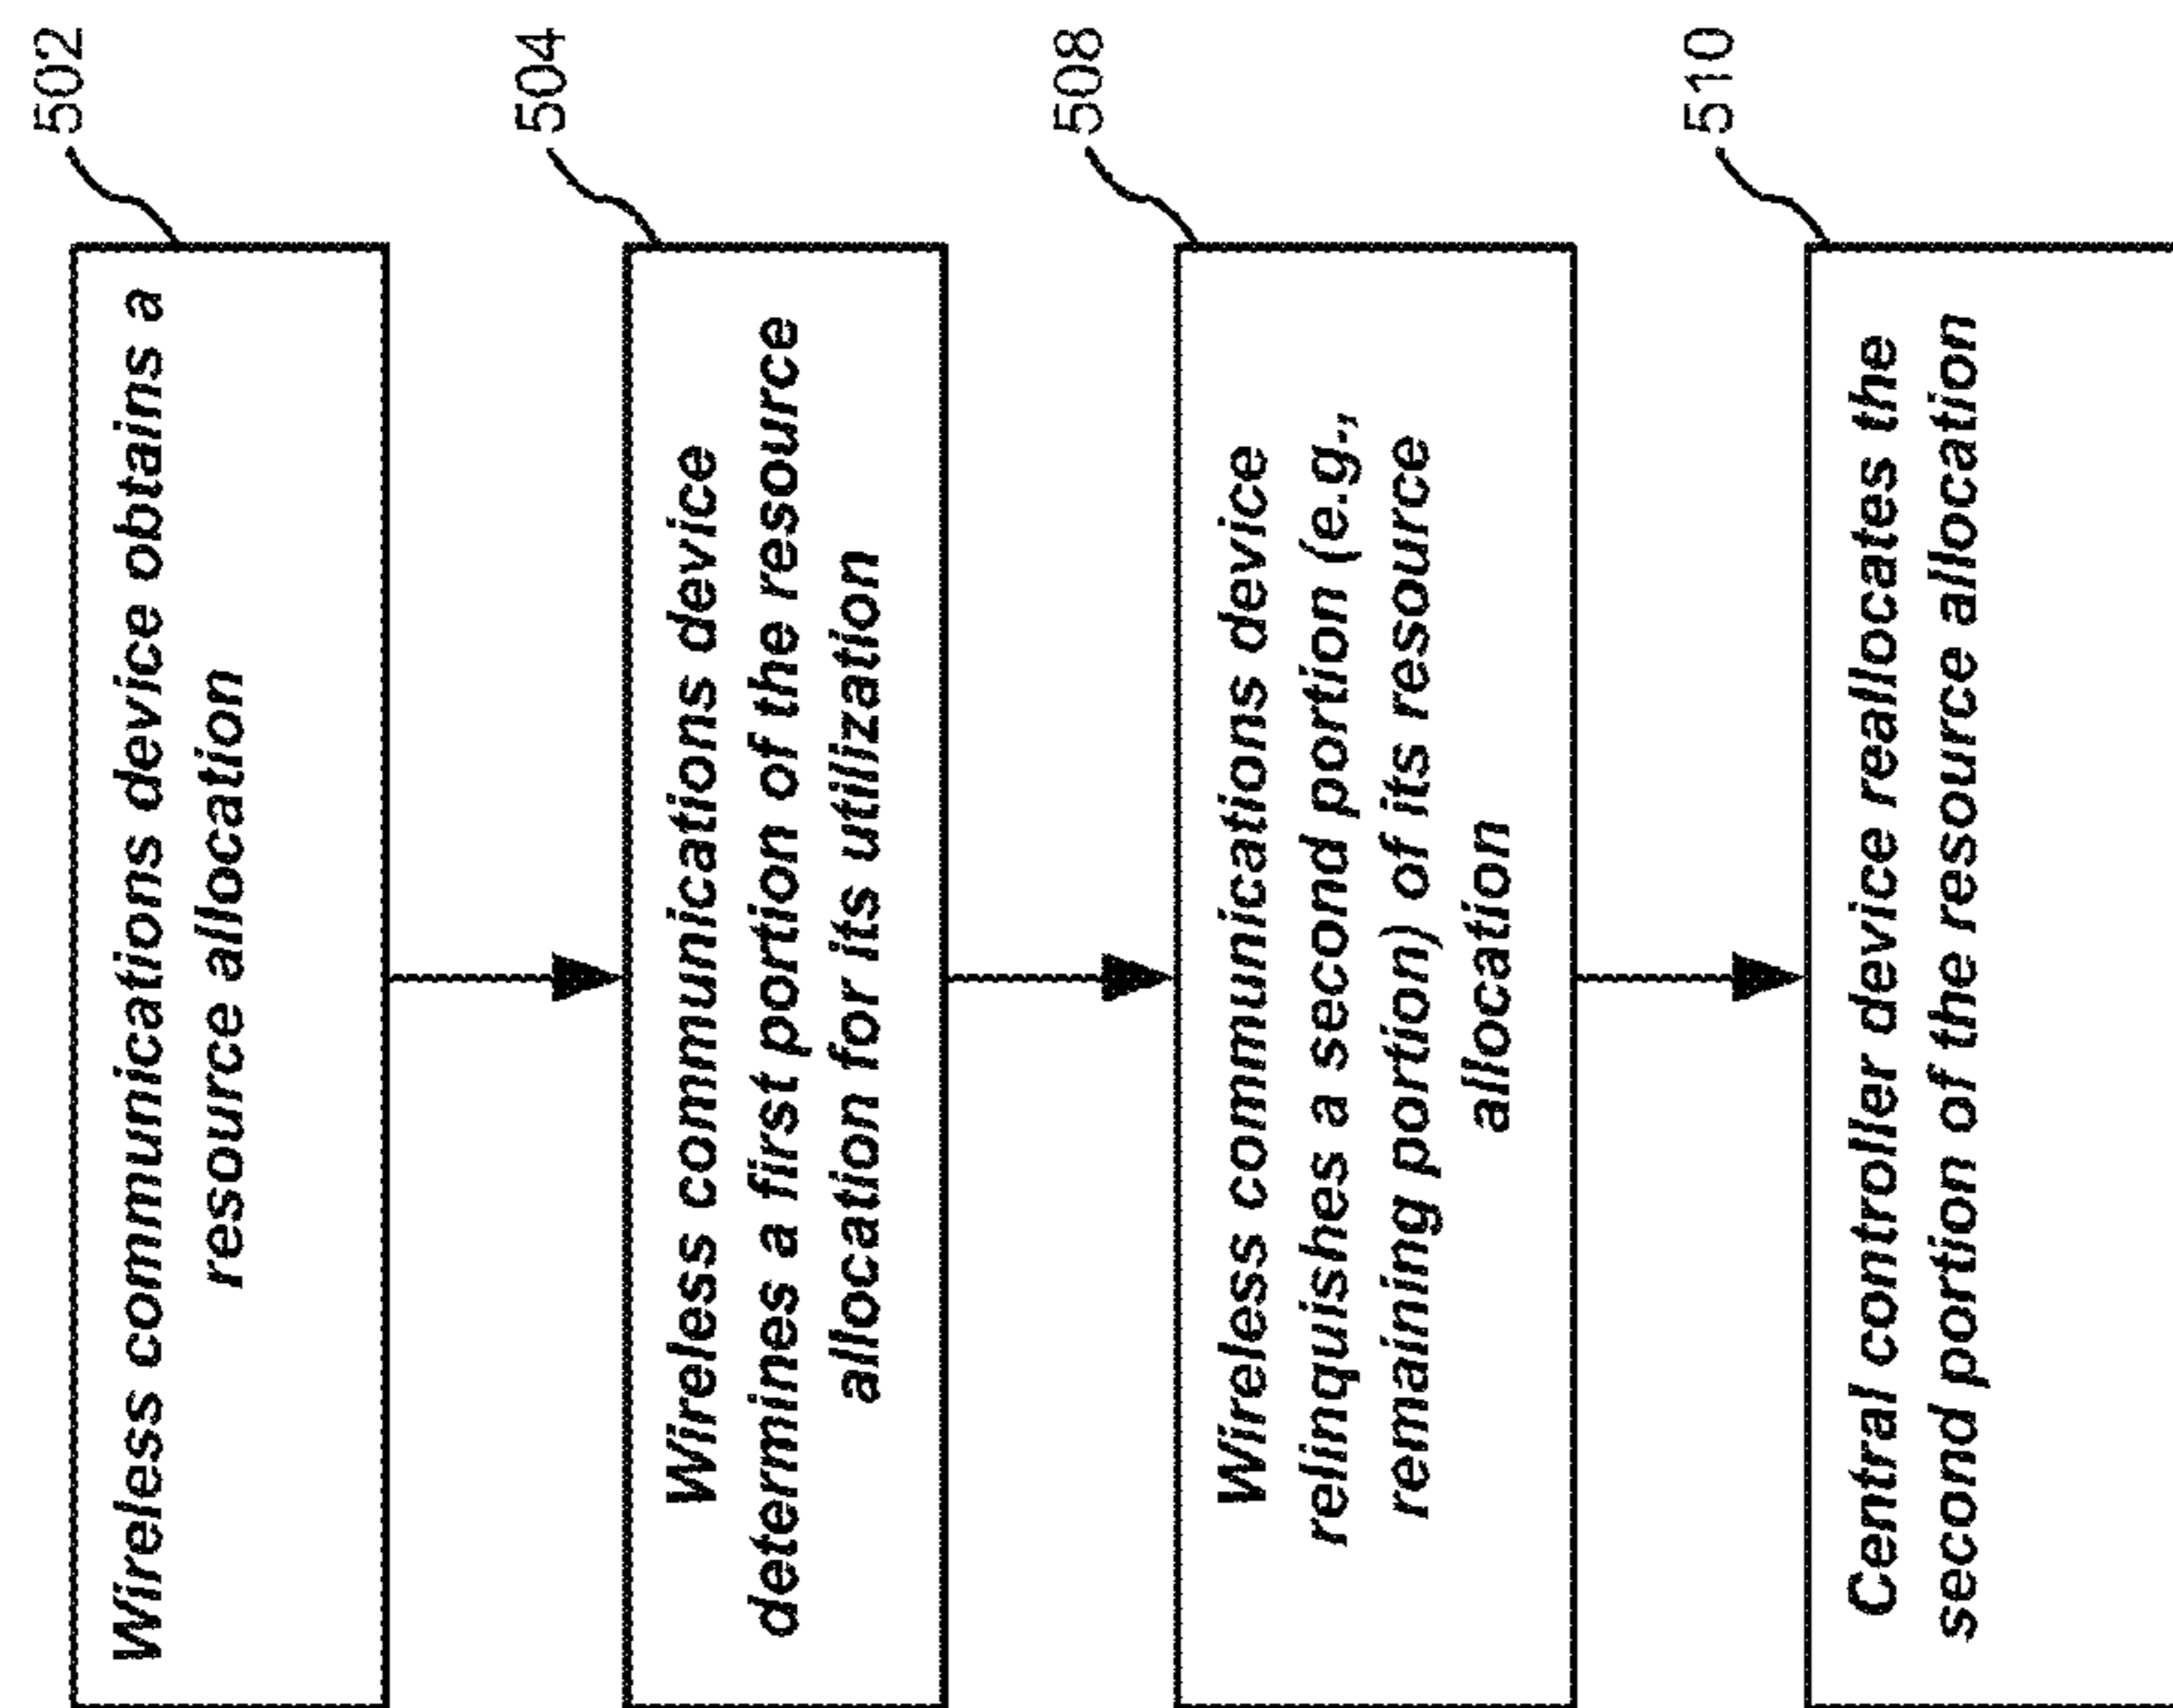 502
Wireless communications device obtains a
resource allocation
504
Wireless communications device
determines a first portion of the resource
allocation for its utilization
508
Wireless communications device
relinquishes a second portion (e.g.,
remaining portion) of its resource
allocation
510
Central controller device reallocates the
second portion of the resource allocation